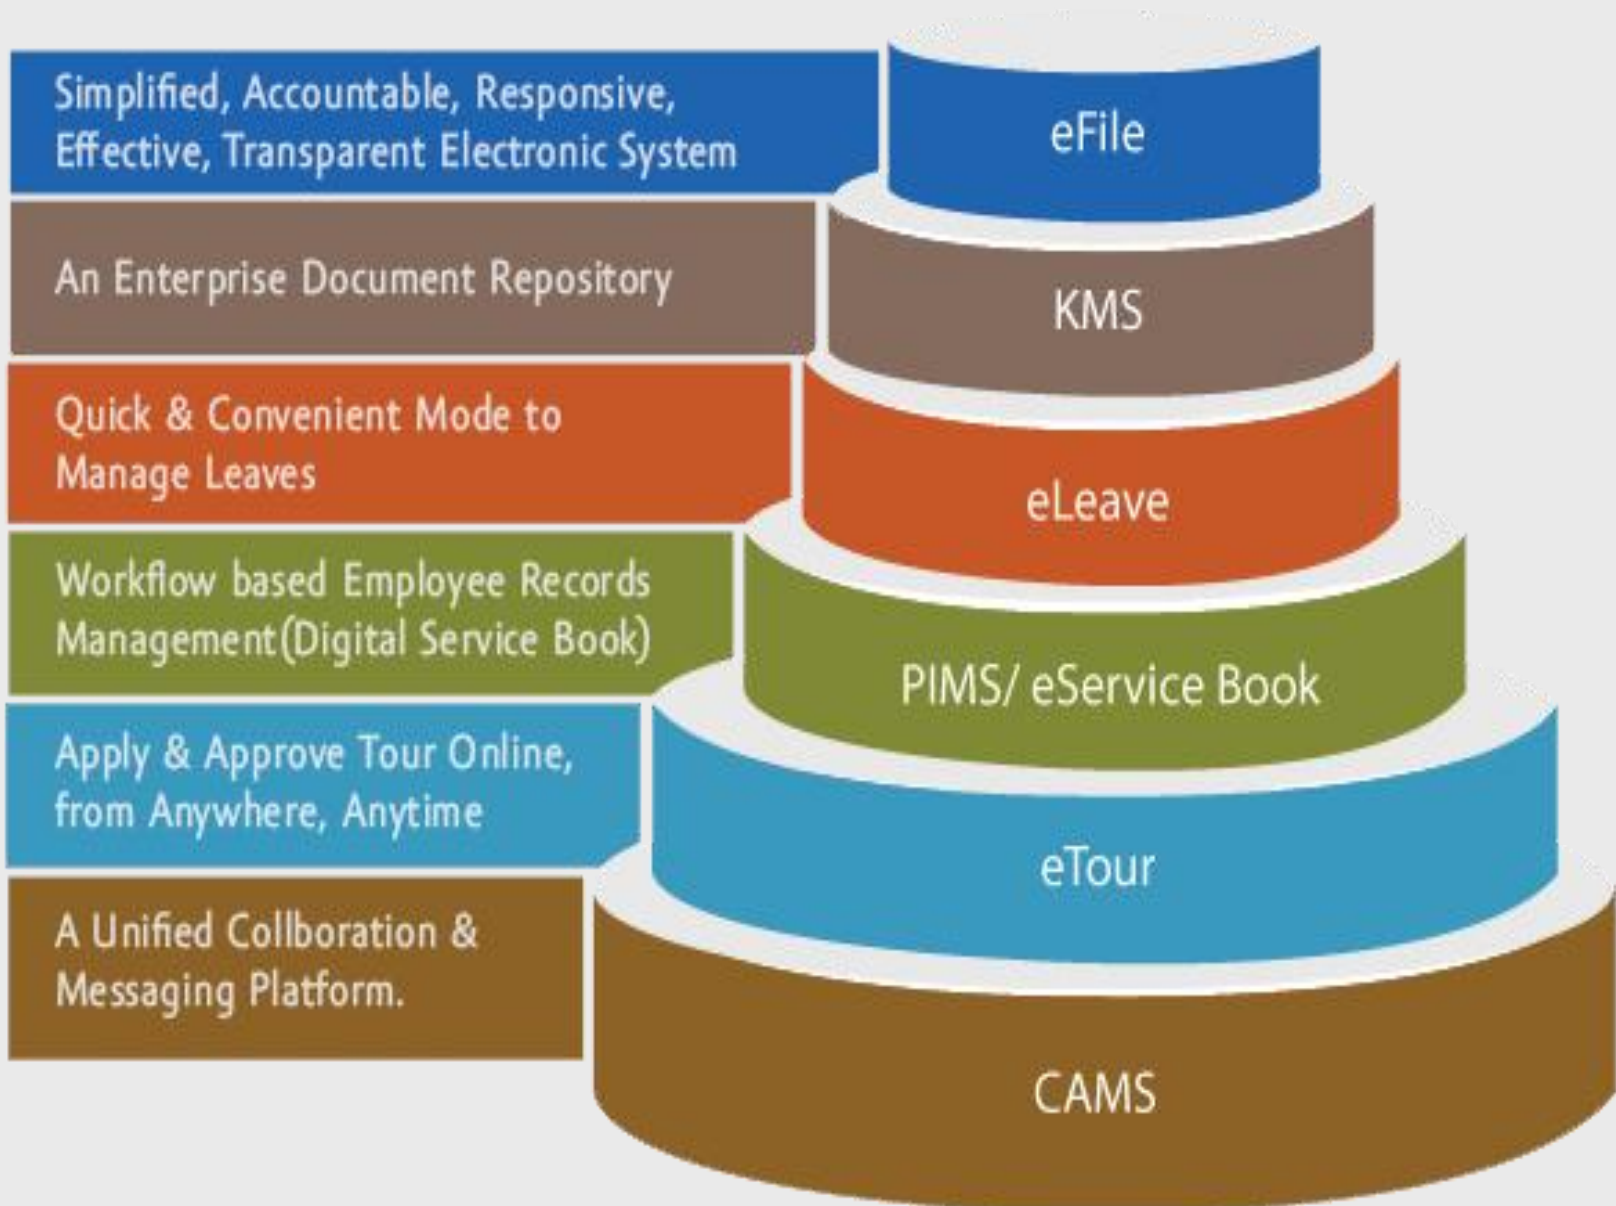 Simplified, Accountable, Responsive,
Effective, Transparent Electronic System
eFile
An Enterprise Document Repository
KMS
Quick & Convenient Mode to
Manage Leaves
eLeave
Workflow based Employee Records
Management(Digital Service Book)
PIMS/ eService Book
Apply & Approve Tour Online,
from Anywhere, Anytime
eTour
A Unified Collboration &
Messaging Platform.
CAMS